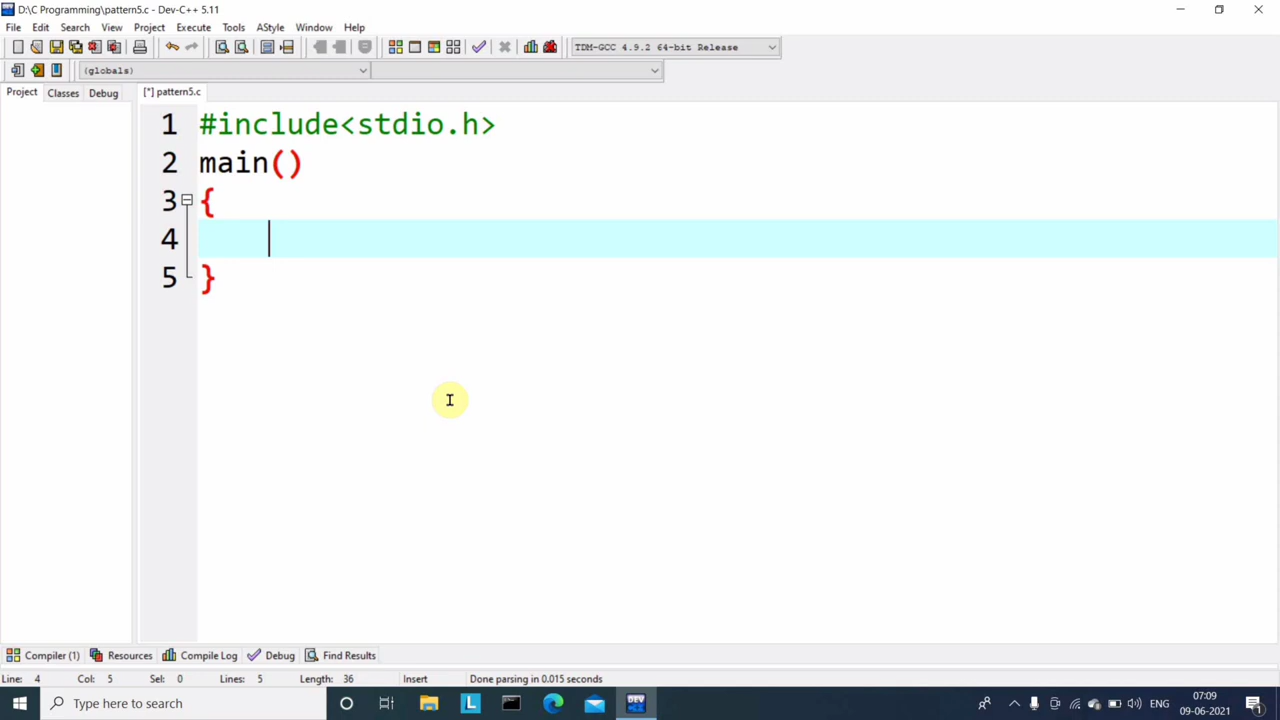 D:\C Programming\pattern5.c - Dev-C++ 5.11
File Edit Search View Project Execute Tools AStyle Window Help
TDM-GCC 4.9.2 64-bit Release
(globals)
Project Classes Debug [*] pattern5.c
1 #include<stdio.h>
2 main()
3 {
4
5 }
Compiler (1) Resources Compile Log Debug Find Results
Line: 4 Col: 5 Sel: 0 Lines: 5 Length: 36 Insert Done parsing in 0.015 seconds
Type here to search L DEV ENG 07:09
09-06-2021 1